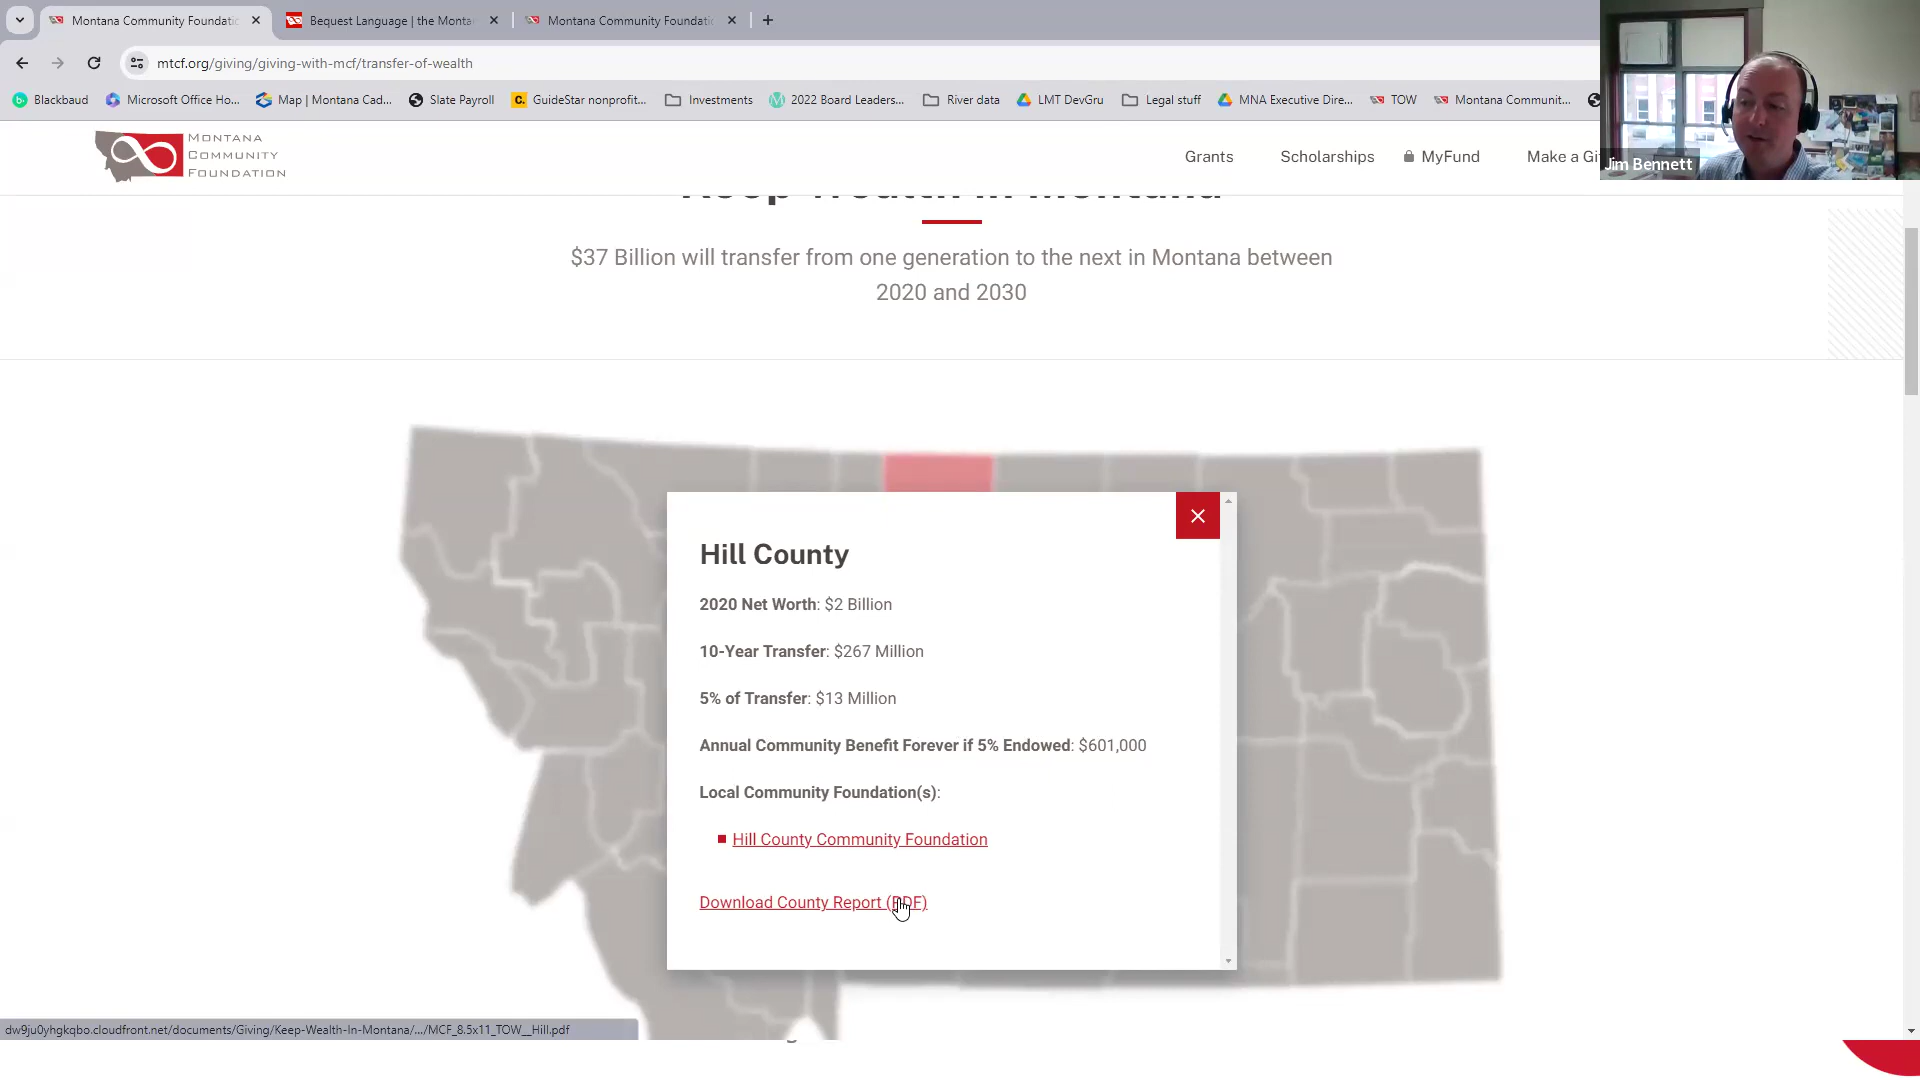 Montana Community Foundatio
Bequest Language | the Monta
Montana Community Foundatio
mtcf.org/giving/giving-with-mcf/transfer-of-wealth
Blackbaud
Microsoft Office Ho...
Map | Montana Cad...
Slate Payroll
GuideStar nonprofit...
Investments
2022 Board Leaders...
River data
LMT DevGru
Legal stuff
MNA Executive Dire...
TOW
Montana Communit...
MONTANA
COMMUNITY
FOUNDATION
Grants
Scholarships
MyFund
Make a Gi
Jim Bennett
Keep Wealth in Montana
$37 Billion will transfer from one generation to the next in Montana between
2020 and 2030
Hill County
2020 Net Worth: $2 Billion
10-Year Transfer: $267 Million
5% of Transfer: $13 Million
Annual Community Benefit Forever if 5% Endowed: $601,000
Local Community Foundation(s):
Hill County Community Foundation
Download County Report (PDF)
dw9ju0yhgkqbo.cloudfront.net/documents/Giving/Keep-Wealth-In-Montana/.../MCF_8.5x11_TOW__Hill.pdf